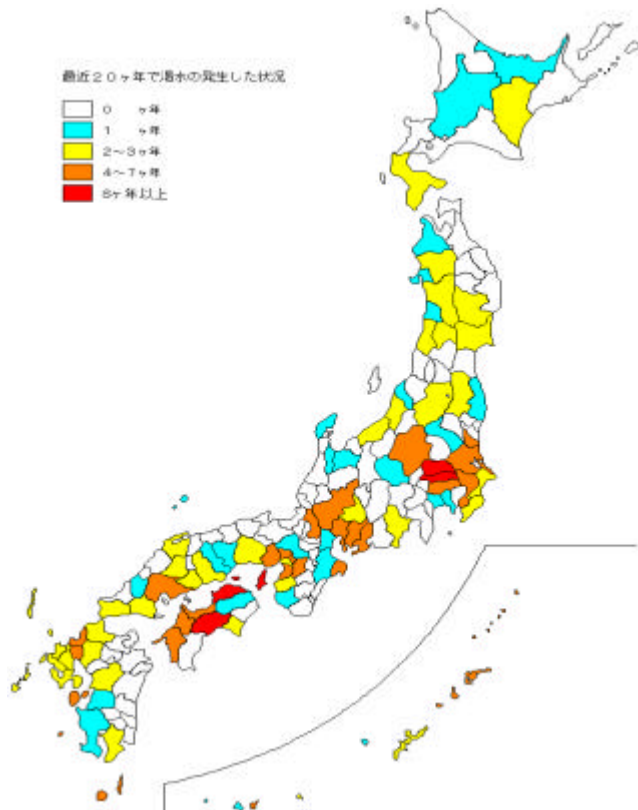 最近２０ヶ年で渇水の発生した状況
０　ヶ年
１　ヶ年
２〜３ヶ年
４〜７ヶ年
８ヶ年以上